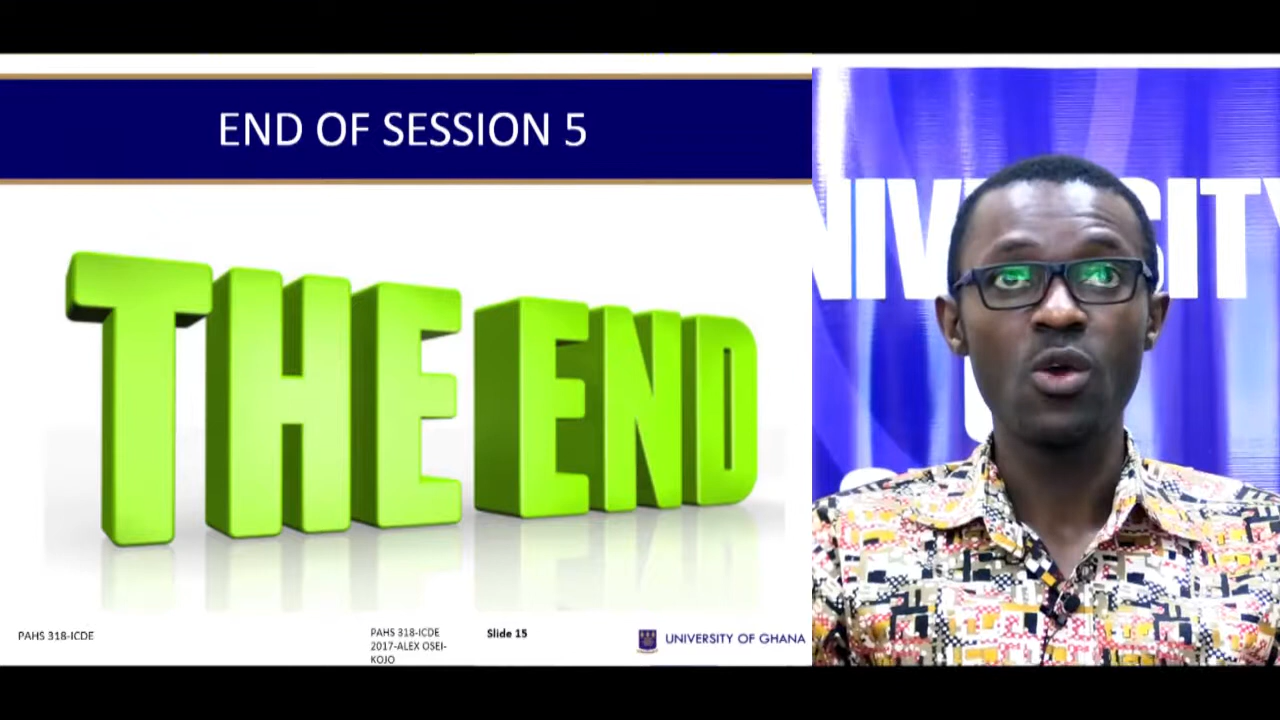 END OF SESSION 5
THE END
PAHS 318-ICDE
PAHS 318-ICDE
2017-ALEX OSEI-
KOJO
Slide 15
UNIVERSITY OF GHANA